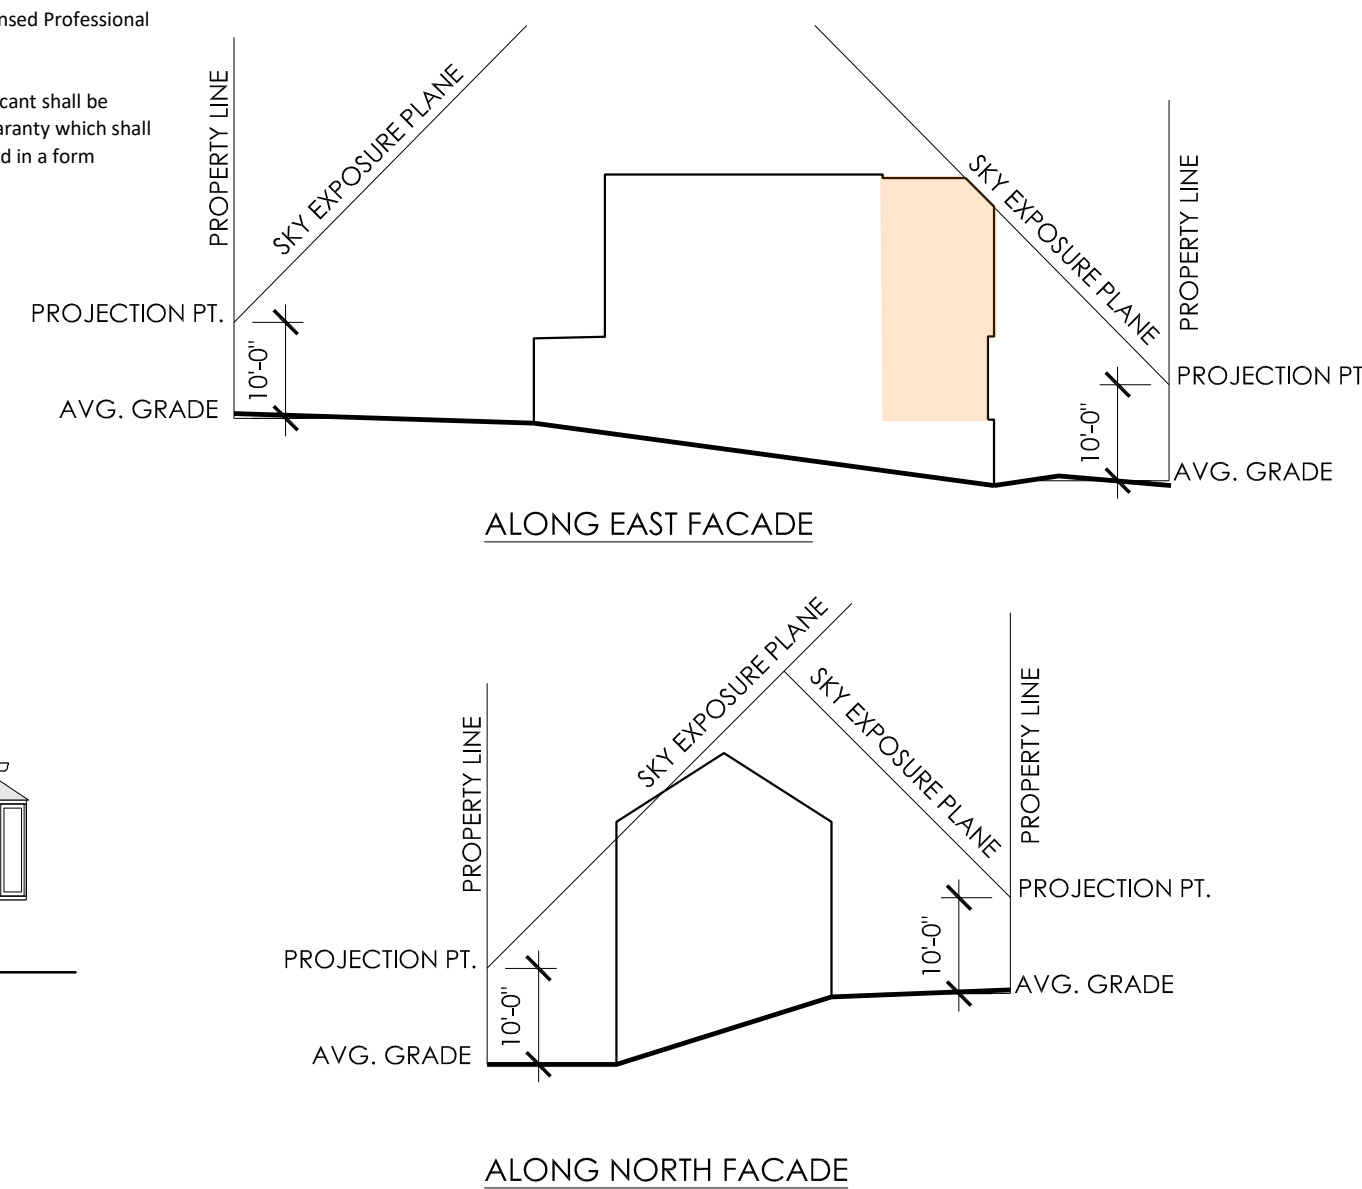 nsed Professional
cant shall be
aranty which shall
d in a form
PROPERTY LINE
SKY EXPOSURE PLANE
SKY EXPOSURE PLANE
PROPERTY LINE
PROJECTION PT.
10'-0"
AVG. GRADE
PROJECTION PT
10'-0"
AVG. GRADE
ALONG EAST FACADE
PROPERTY LINE
SKY EXPOSURE PLANE
SKY EXPOSURE PLANE
PROPERTY LINE
PROJECTION PT.
10'-0"
AVG. GRADE
PROJECTION PT.
10'-0"
AVG. GRADE
ALONG NORTH FACADE